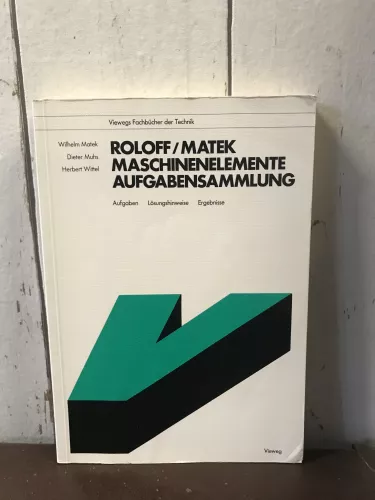 Viewegs Fachbücher der Technik
Wilhelm Matek
Dieter Muhs
Herbert Wittel
ROLOFF/MATEK
MASCHINENELEMENTE
AUFGABENSAMMLUNG
Aufgaben Lösungshinweise Ergebnisse
Vieweg